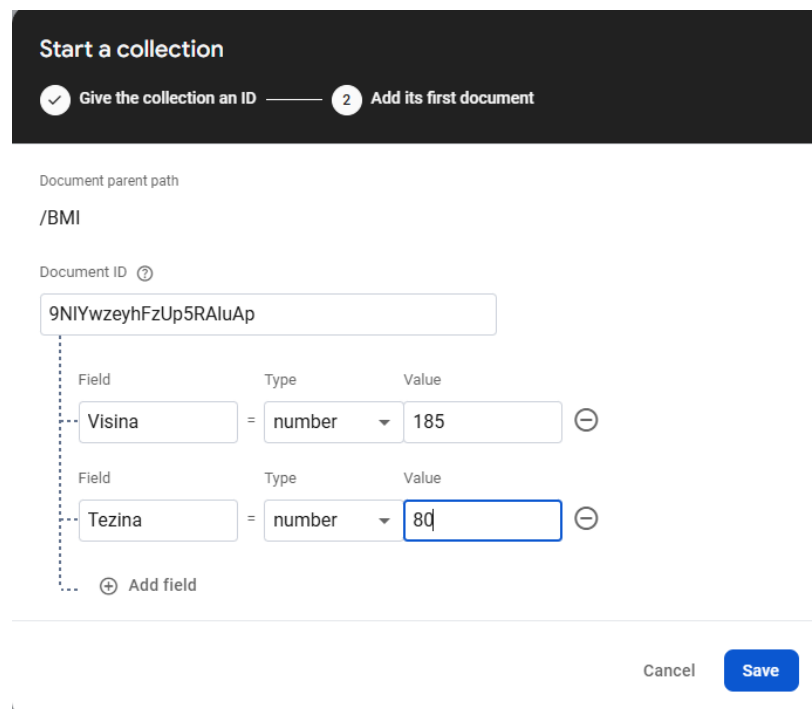 Start a collection
Give the collection an ID
2 Add its first document
Document parent path
/BMI
Document ID ?
9NlYwzeyhFzUp5RAluAp
Field Type Value
Visina = number 185
Field Type Value
Tezina = number 80
Add field
Cancel Save